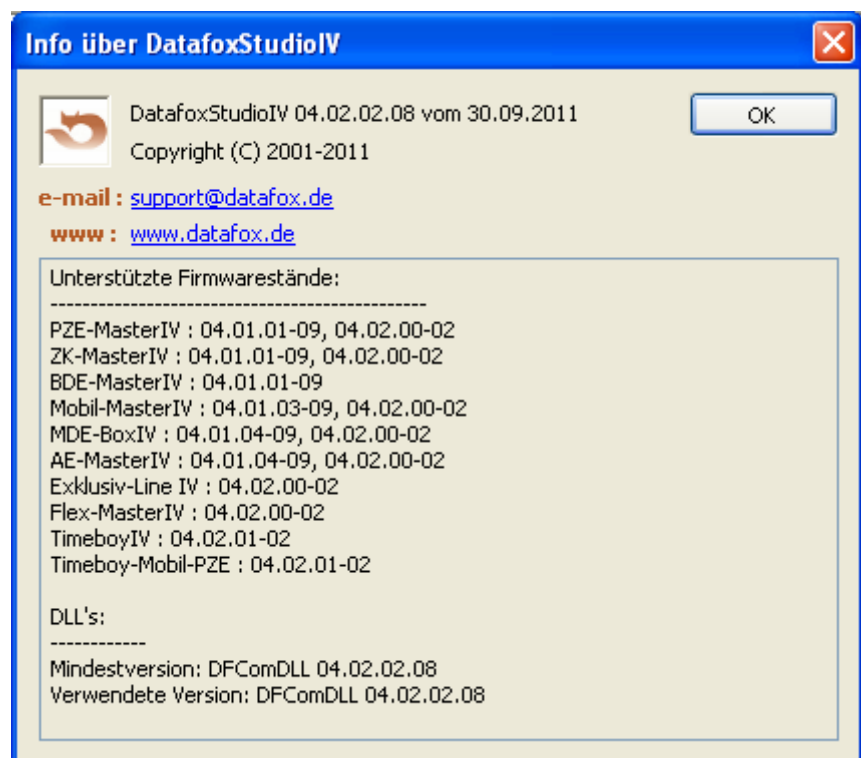 Info über DatafoxStudioIV
DatafoxStudioIV 04.02.02.08 vom 30.09.2011
OK
Copyright (C) 2001-2011
e-mail : support@datafox.de
www : www.datafox.de
Unterstützte Firmwarestände:
-----------------------------------------------
PZE-MasterIV : 04.01.01-09, 04.02.00-02
ZK-MasterIV : 04.01.01-09, 04.02.00-02
BDE-MasterIV : 04.01.01-09
Mobil-MasterIV : 04.01.03-09, 04.02.00-02
MDE-BoxIV : 04.01.04-09, 04.02.00-02
AE-MasterIV : 04.01.04-09, 04.02.00-02
Exklusiv-Line IV : 04.02.00-02
Flex-MasterIV : 04.02.00-02
TimeboyIV : 04.02.01-02
Timeboy-Mobil-PZE : 04.02.01-02
DLL's:
------------
Mindestversion: DFComDLL 04.02.02.08
Verwendete Version: DFComDLL 04.02.02.08